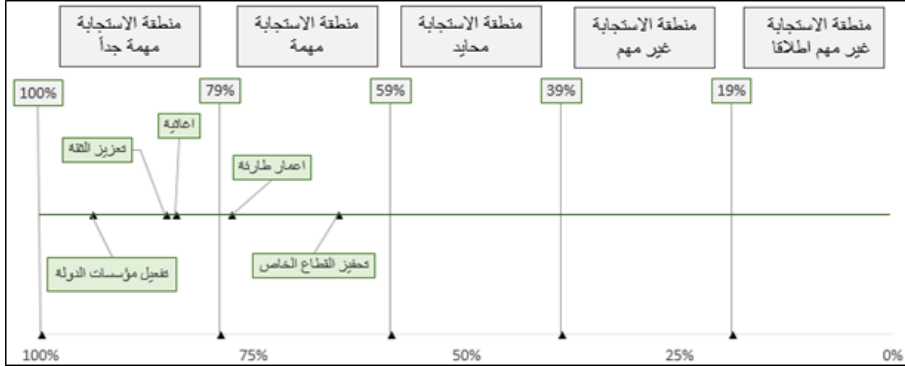 منطقة الاستجابة
غير مهم اطلاقا
منطقة الاستجابة
غير مهم
منطقة الاستجابة
محايد
منطقة الاستجابة
مهمة
منطقة الاستجابة
مهمة جداً
100%
79%
59%
39%
19%
اغاثية
تعزيز الثقة
اعمار طارئة
تحفيز القطاع الخاص
تفعيل مؤسسات الدولة
100%
75%
50%
25%
0%